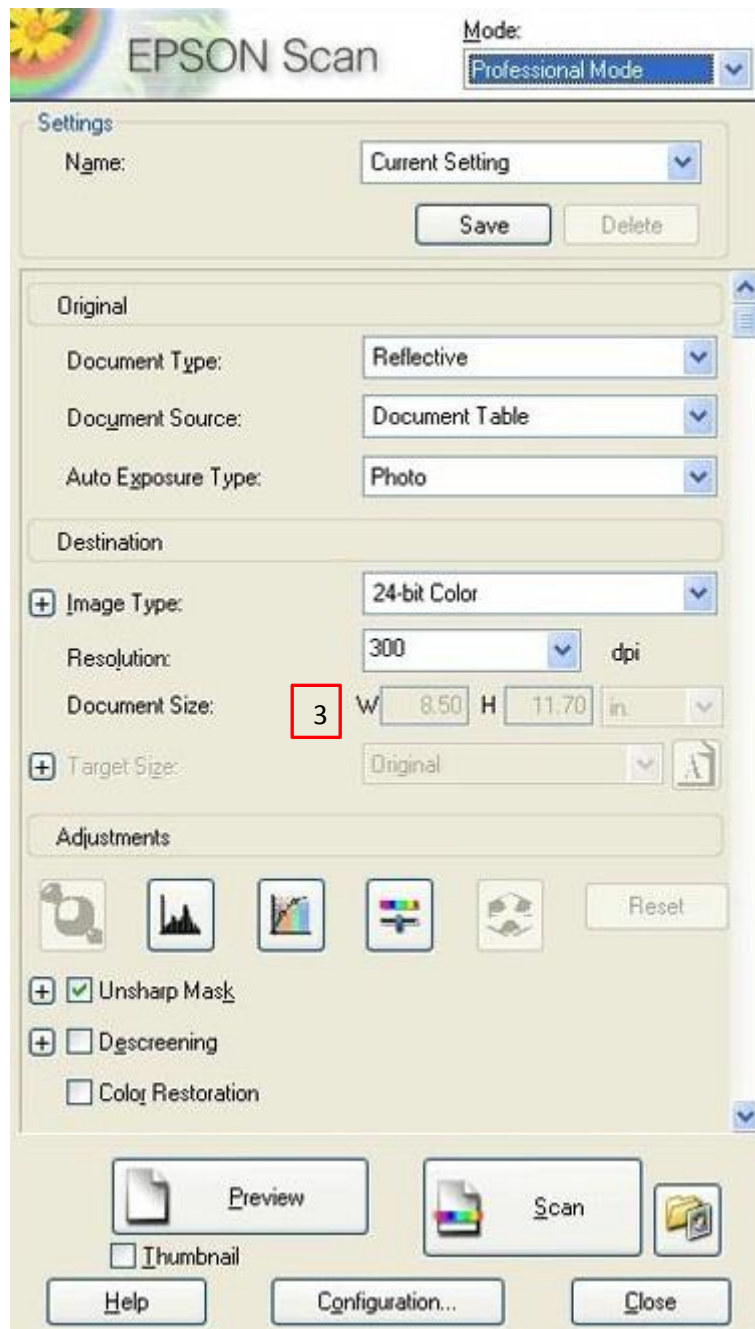 EPSON Scan
Mode:
Professional Mode
Settings
Name: Current Setting
Save Delete
Original
Document Type: Reflective
Document Source: Document Table
Auto Exposure Type: Photo
Destination
Image Type: 24-bit Color
Resolution: 300 dpi
Document Size: 3 W 8.50 H 11.70 in.
Target Size: Original A
Adjustments
Reset
Unsharp Mask
Descreening
Color Restoration
Preview Scan
Thumbnail
Help Configuration... Close